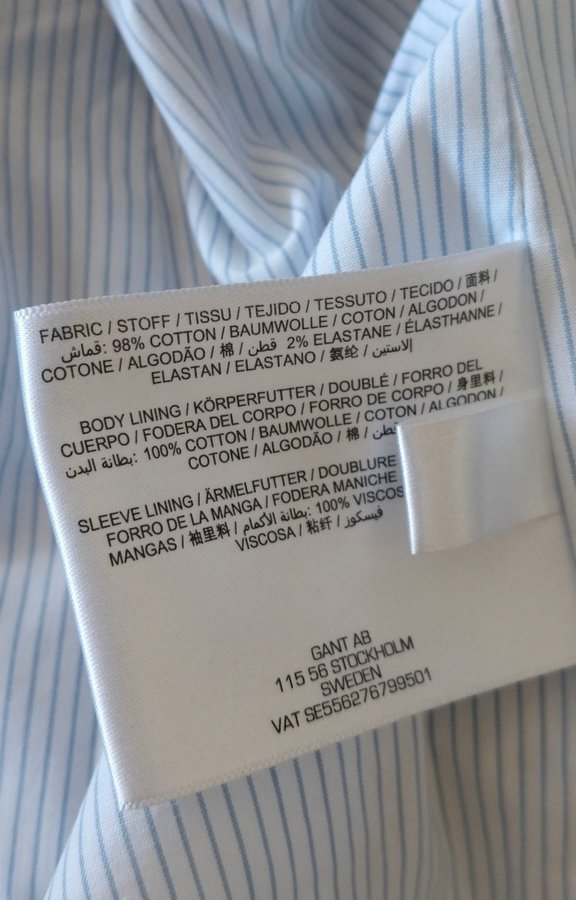 FABRIC / STOFF / TISSU / TEJIDO / TESSUTO / TECIDO / 面料 /
قماش: 98% COTTON / BAUMWOLLE / COTON / ALGODON /
COTONE / ALGODÃO / 棉 / قطن 2% ELASTANE / ÉLASTHANNE /
ELASTAN / ELASTANO / 氨纶 / إلاستين
BODY LINING / KÖRPERFUTTER / DOUBLÉ / FORRO DEL
CUERPO / FODERA DEL CORPO / FORRO DE CORPO / 身里料 /
بطانة البدن: 100% COTTON / BAUMWOLLE / COTON / ALGODON /
COTONE / ALGODÃO / 棉 / قطن
SLEEVE LINING / ÄRMELFUTTER / DOUBLURE
FORRO DE LA MANGA / FODERA MANICHE
MANGAS / 袖里料 / بطانة الأكمام: 100% VISCOS
VISCOSA / 粘纤 / فيسكوز
GANT AB
115 56 STOCKHOLM
SWEDEN
VAT SE556276799501